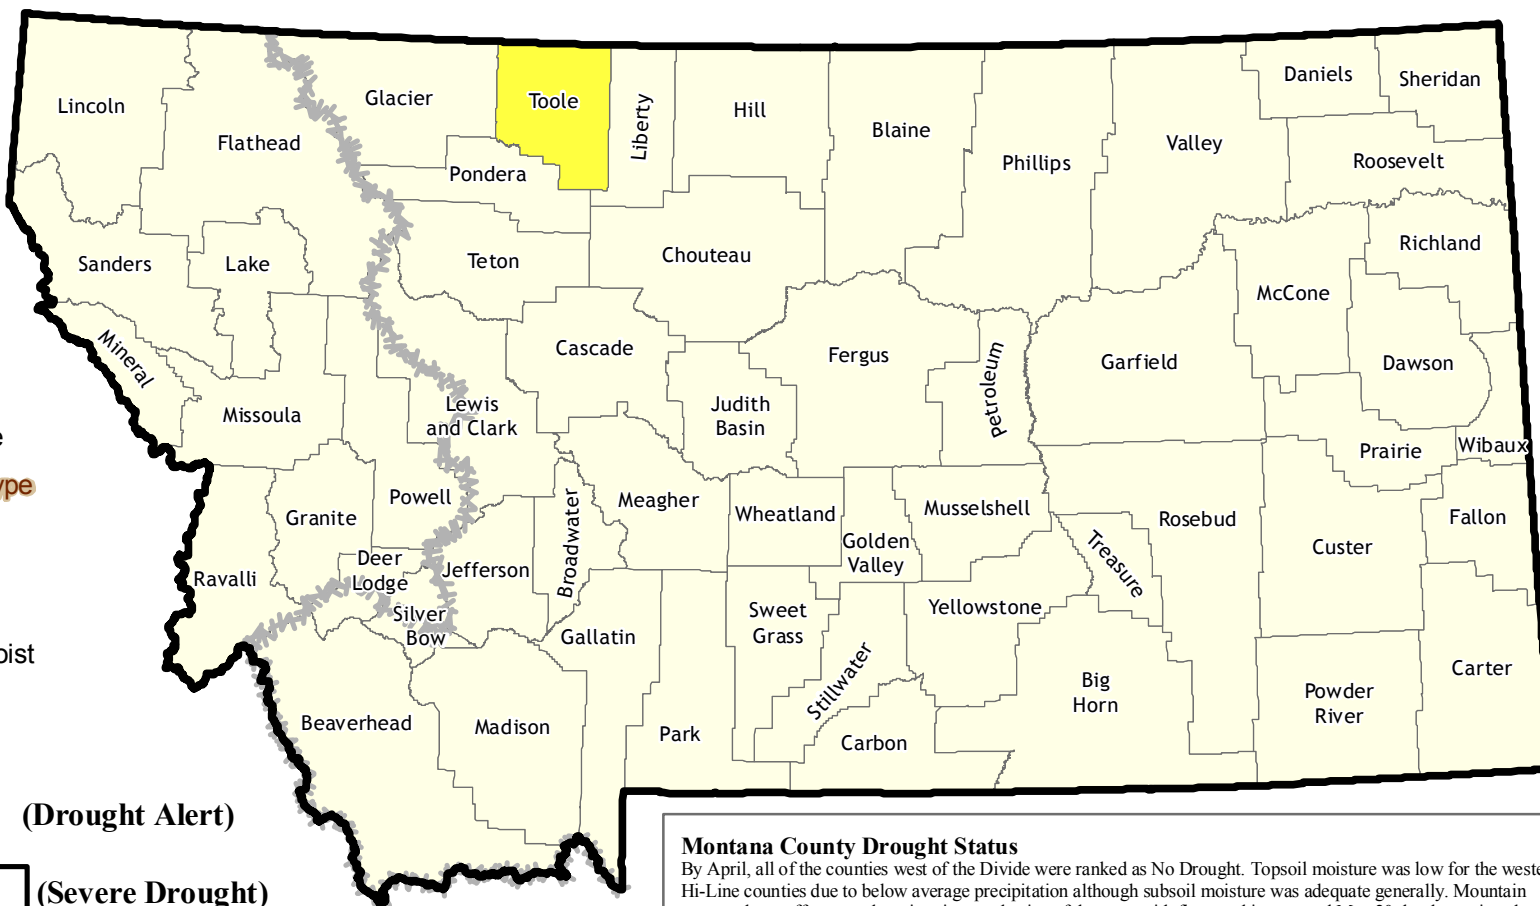 Lincoln
Flathead
Glacier
Toole
Liberty
Hill
Blaine
Phillips
Valley
Daniels
Sheridan
Roosevelt
Pondera
Sanders
Lake
Teton
Chouteau
Richland
McCone
Mineral
Missoula
Lewis
and Clark
Cascade
Judith
Basin
Fergus
Petroleum
Garfield
Dawson
Prairie
Wibaux
Powell
Granite
Deer
Lodge
Silver
Bow
Jefferson
Broadwater
Meagher
Wheatland
Golden
Valley
Musselshell
Treasure
Rosebud
Custer
Fallon
Ravalli
Gallatin
Sweet
Grass
Stillwater
Yellowstone
Big
Horn
Powder
River
Carter
Beaverhead
Madison
Park
Carbon
e
ype
oist
(Drought Alert)
(Severe Drought)
Montana County Drought Status
By April, all of the counties west of the Divide were ranked as No Drought. Topsoil moisture was low for the weste
Hi-Line counties due to below average precipitation although subsoil moisture was adequate generally. Mountain